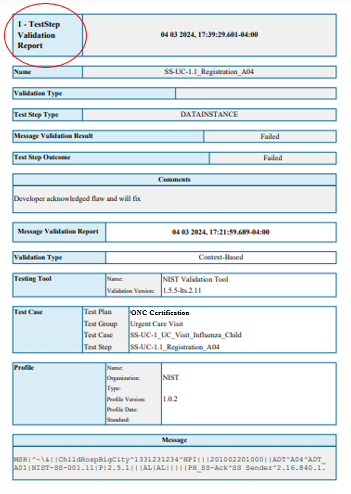 1 - TestStep
Validation
Report
04 03 2024, 17:39:29.601-04:00
Name SS-UC-1.1_Registration_A04
Validation Type
Test Step Type DATAINSTANCE
Message Validation Result Failed
Test Step Outcome Failed
Comments
Developer acknowledged flaw and will fix
Message Validation Report 04 03 2024, 17:21:59.689-04:00
Validation Type Context-Based
Testing Tool Name: NIST Validation Tool
Validation Version: 1.5.5-lts.2.11
Test Case Test Plan ONC Certification
Test Group Urgent Care Visit
Test Case SS-UC-1_UC_Visit_Influenza_Child
Test Step SS-UC-1.1_Registration_A04
Profile Name:
Organization: NIST
Type:
Profile Version: 1.0.2
Profile Date:
Standard:
Message
MSH|^~\&||ChildHospBigCity^1331231234^NPI|||201002201000||ADT^A04^ADT_
A01|NIST-SS-001.11|P|2.5.1|||AL|AL|||||PH_SS-Ack^SS Sender^2.16.840.1.